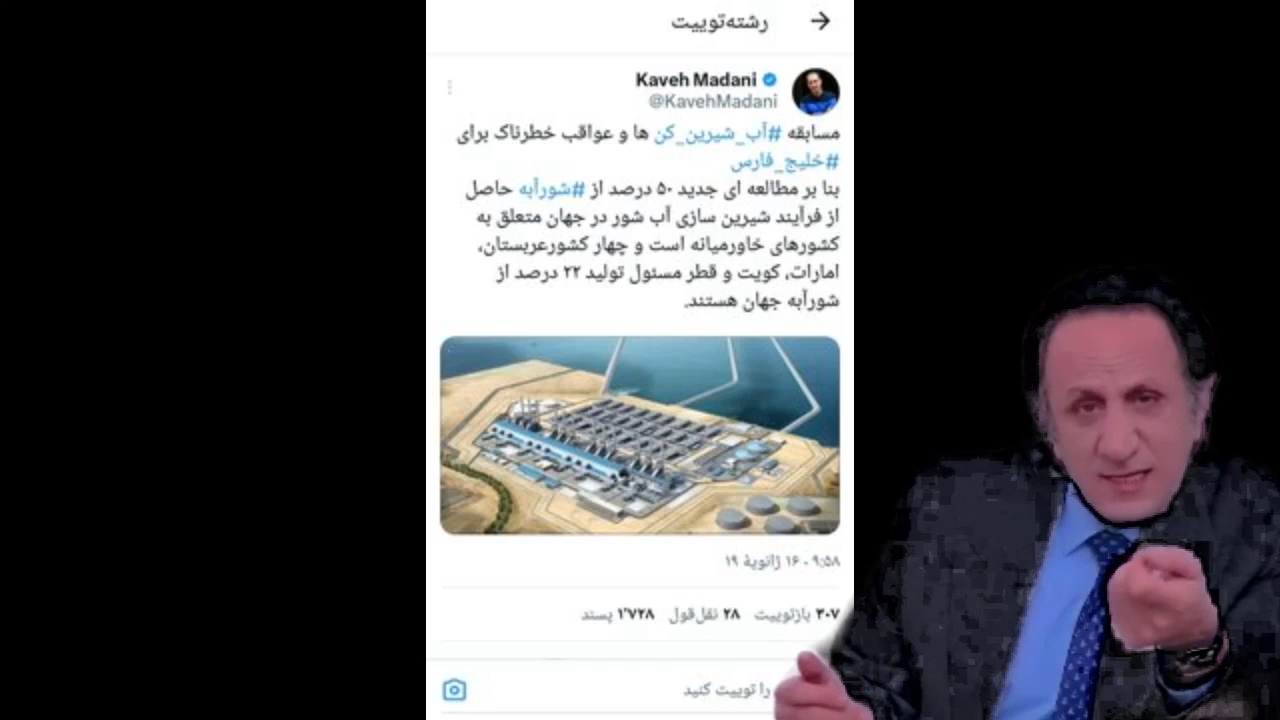 رشته‌توییت
Kaveh Madani
@KavehMadani
مسابقه #آب_شیرین_کن ها و عواقب خطرناک برای
#خلیج_فارس
بنا بر مطالعه ای جدید ۵۰ درصد از #شورآبه حاصل
از فرآیند شیرین سازی آب شور در جهان متعلق به
کشورهای خاورمیانه است و چهار کشورعربستان،
امارات، کویت و قطر مسئول تولید ۲۲ درصد از
شورآبه جهان هستند.
۹:۵۸ - ۱۶ ژانویهٔ ۱۹
۳۰۷ بازتوییت ۲۸ نقل‌قول ۱٬۷۲۸ پسند
را توییت کنید